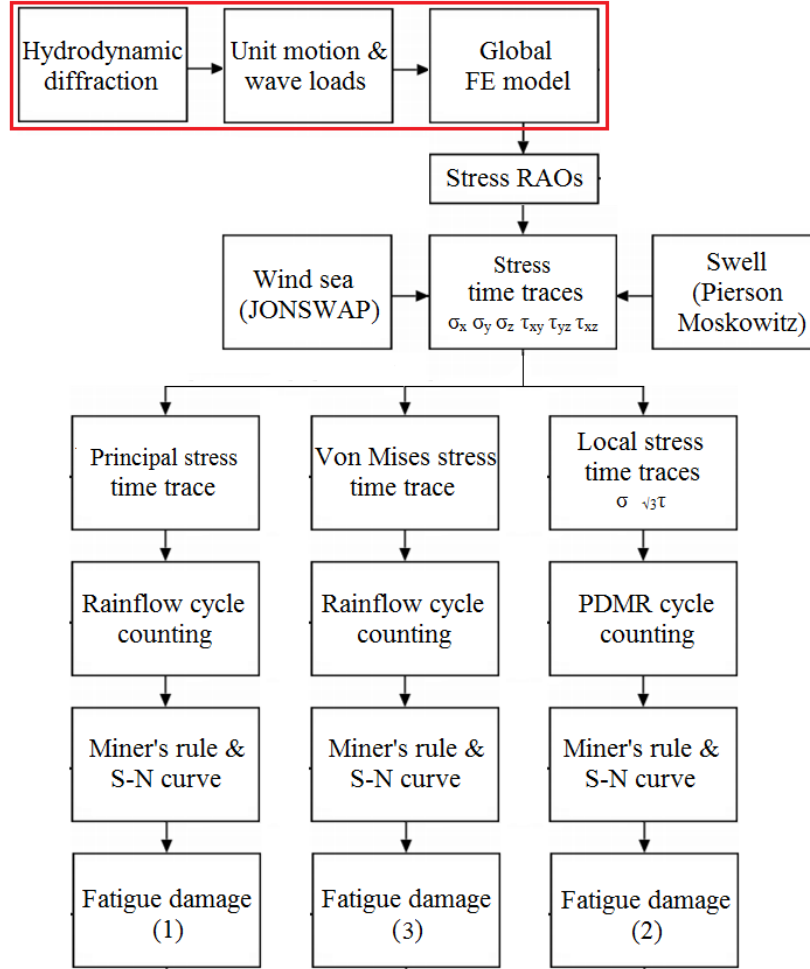 Hydrodynamic
diffraction
Unit motion &
wave loads
Global
FE model
Stress RAOs
Wind sea
(JONSWAP)
Stress
time traces
σx σy σz τxy τyz τxz
Swell
(Pierson
Moskowitz)
Principal stress
time trace
Von Mises stress
time trace
Local stress
time traces
σ √3τ
Rainflow cycle
counting
Rainflow cycle
counting
PDMR cycle
counting
Miner's rule &
S-N curve
Miner's rule &
S-N curve
Miner's rule &
S-N curve
Fatigue damage
(1)
Fatigue damage
(3)
Fatigue damage
(2)